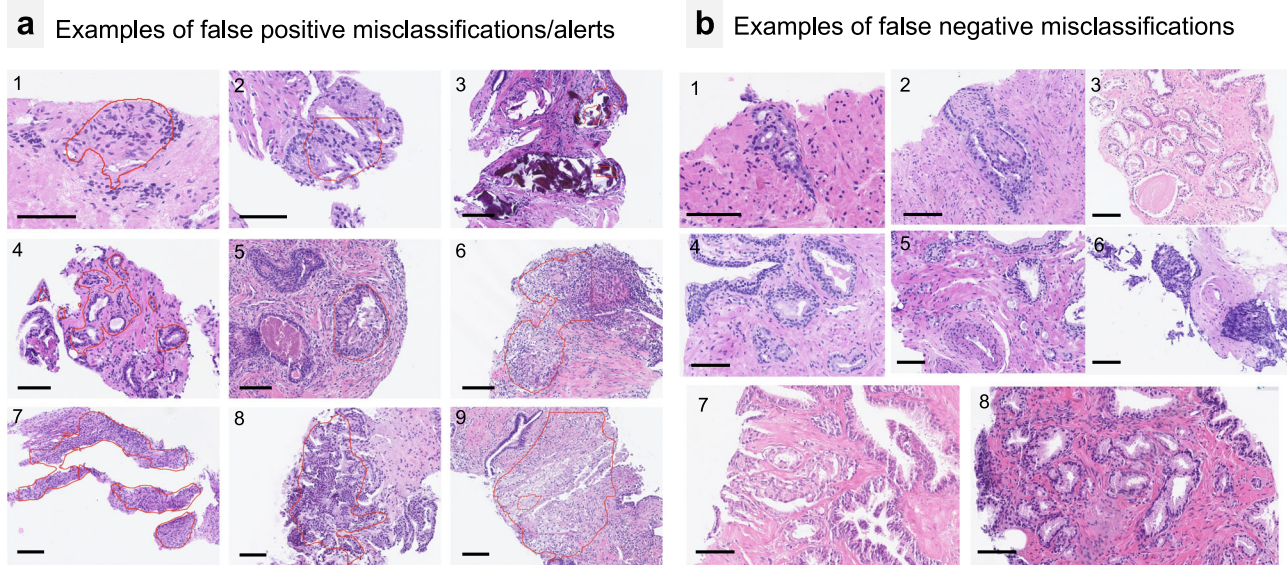 a Examples of false positive misclassifications/alerts
1 2 3
4 5 6
7 8 9
b Examples of false negative misclassifications
1 2 3
4 5 6
7 8